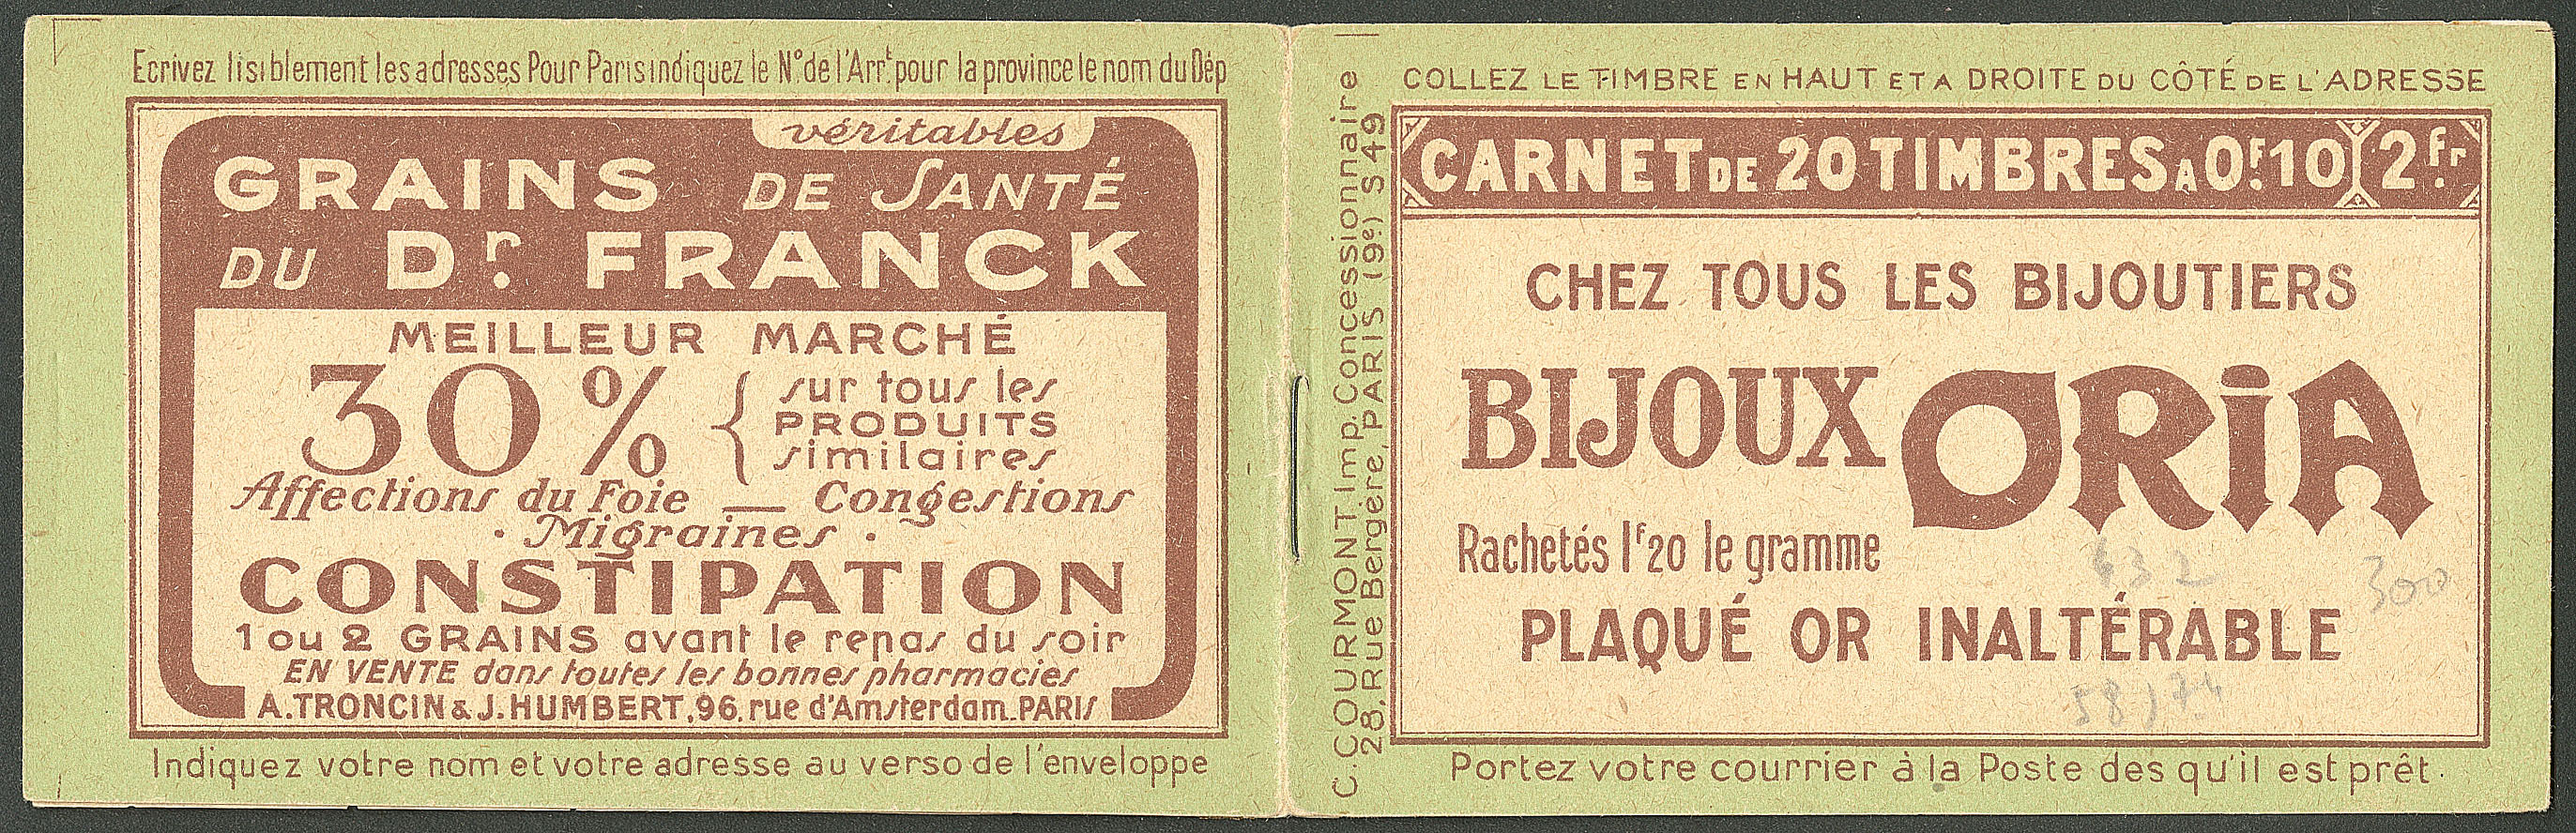 Ecrivez lisiblement les adresses Pour Paris indiquez le N° de l'Arrt. pour la province le nom du Dép
véritables
GRAINS DE SANTÉ
DU Dr. FRANCK
MEILLEUR MARCHÉ
30% { sur tous les
PRODUITS
similaires
Affections du Foie — Congestions
· Migraines ·
CONSTIPATION
1 ou 2 GRAINS avant le repas du soir
EN VENTE dans toutes les bonnes pharmacies
A. TRONCIN & J. HUMBERT, 96, rue d'Amsterdam. PARIS
Indiquez votre nom et votre adresse au verso de l'enveloppe
C. COURMONT, Imp. Concessionnaire
28, Rue Bergère, PARIS (9e) S 49
COLLEZ LE TIMBRE EN HAUT ET A DROITE DU CÔTÉ DE L'ADRESSE
CARNET DE 20 TIMBRES A 0F.10 2fr.
CHEZ TOUS LES BIJOUTIERS
BIJOUX ORiA
Rachetés 1f20 le gramme
632
300
PLAQUÉ OR INALTÉRABLE
Portez votre courrier à la Poste des qu'il est prêt.